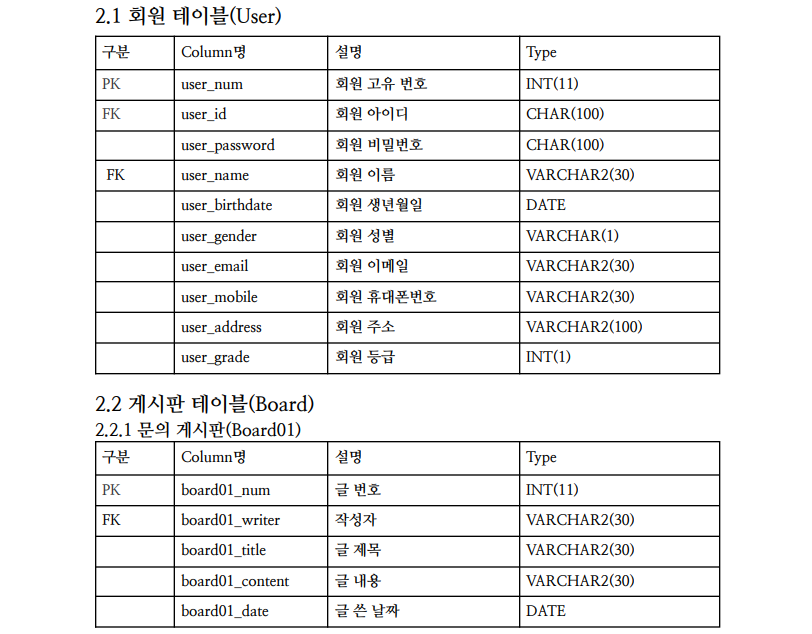 2.1 회원 테이블(User)
구분 Column명 설명 Type
PK user_num 회원 고유 번호 INT(11)
FK user_id 회원 아이디 CHAR(100)
user_password 회원 비밀번호 CHAR(100)
FK user_name 회원 이름 VARCHAR2(30)
user_birthdate 회원 생년월일 DATE
user_gender 회원 성별 VARCHAR(1)
user_email 회원 이메일 VARCHAR2(30)
user_mobile 회원 휴대폰번호 VARCHAR2(30)
user_address 회원 주소 VARCHAR2(100)
user_grade 회원 등급 INT(1)
2.2 게시판 테이블(Board)
2.2.1 문의 게시판(Board01)
구분 Column명 설명 Type
PK board01_num 글 번호 INT(11)
FK board01_writer 작성자 VARCHAR2(30)
board01_title 글 제목 VARCHAR2(30)
board01_content 글 내용 VARCHAR2(30)
board01_date 글 쓴 날짜 DATE